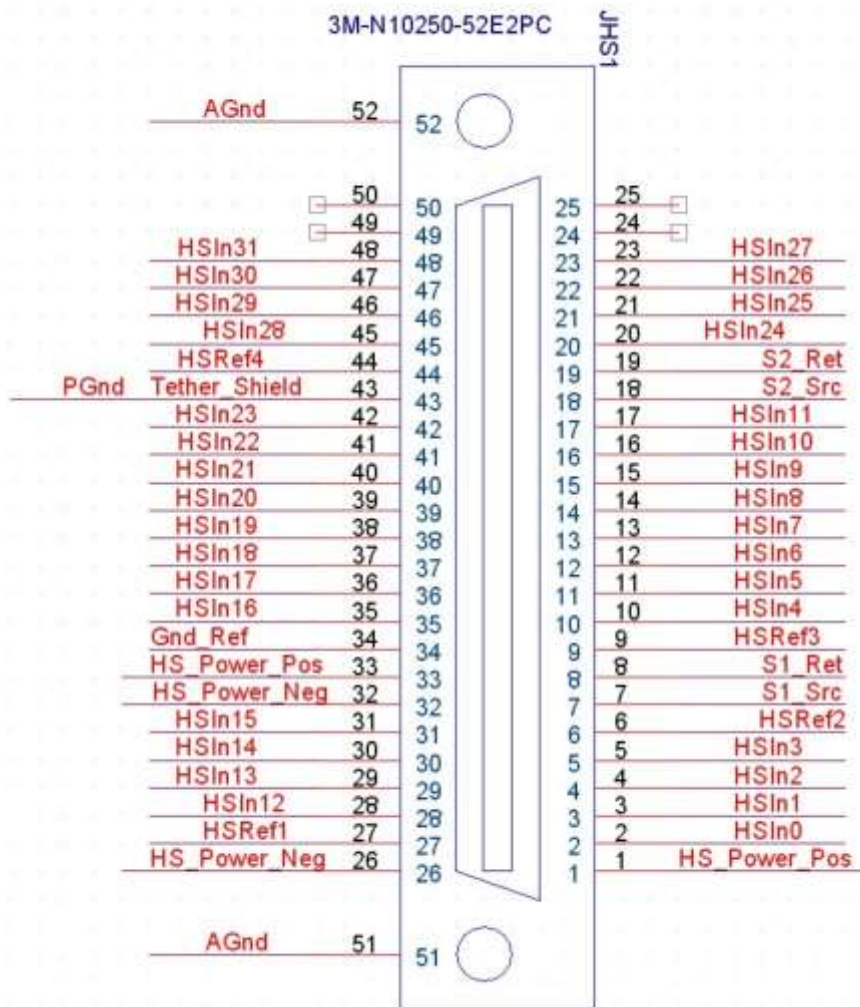 3M-N10250-52E2PC
JHS1
AGnd 52 52
50 50 25 25
49 49 24 24
HSIn31 48 48 23 23 HSIn27
HSIn30 47 47 22 22 HSIn26
HSIn29 46 46 21 21 HSIn25
HSIn28 45 45 20 20 HSIn24
HSRef4 44 44 19 19 S2_Ret
PGnd Tether_Shield 43 43 18 18 S2_Src
HSIn23 42 42 17 17 HSIn11
HSIn22 41 41 16 16 HSIn10
HSIn21 40 40 15 15 HSIn9
HSIn20 39 39 14 14 HSIn8
HSIn19 38 38 13 13 HSIn7
HSIn18 37 37 12 12 HSIn6
HSIn17 36 36 11 11 HSIn5
HSIn16 35 35 10 10 HSIn4
Gnd_Ref 34 34 9 9 HSRef3
HS_Power_Pos 33 33 8 8 S1_Ret
HS_Power_Neg 32 32 7 7 S1_Src
HSIn15 31 31 6 6 HSRef2
HSIn14 30 30 5 5 HSIn3
HSIn13 29 29 4 4 HSIn2
HSIn12 28 28 3 3 HSIn1
HSRef1 27 27 2 2 HSIn0
HS_Power_Neg 26 26 1 1 HS_Power_Pos
AGnd 51 51